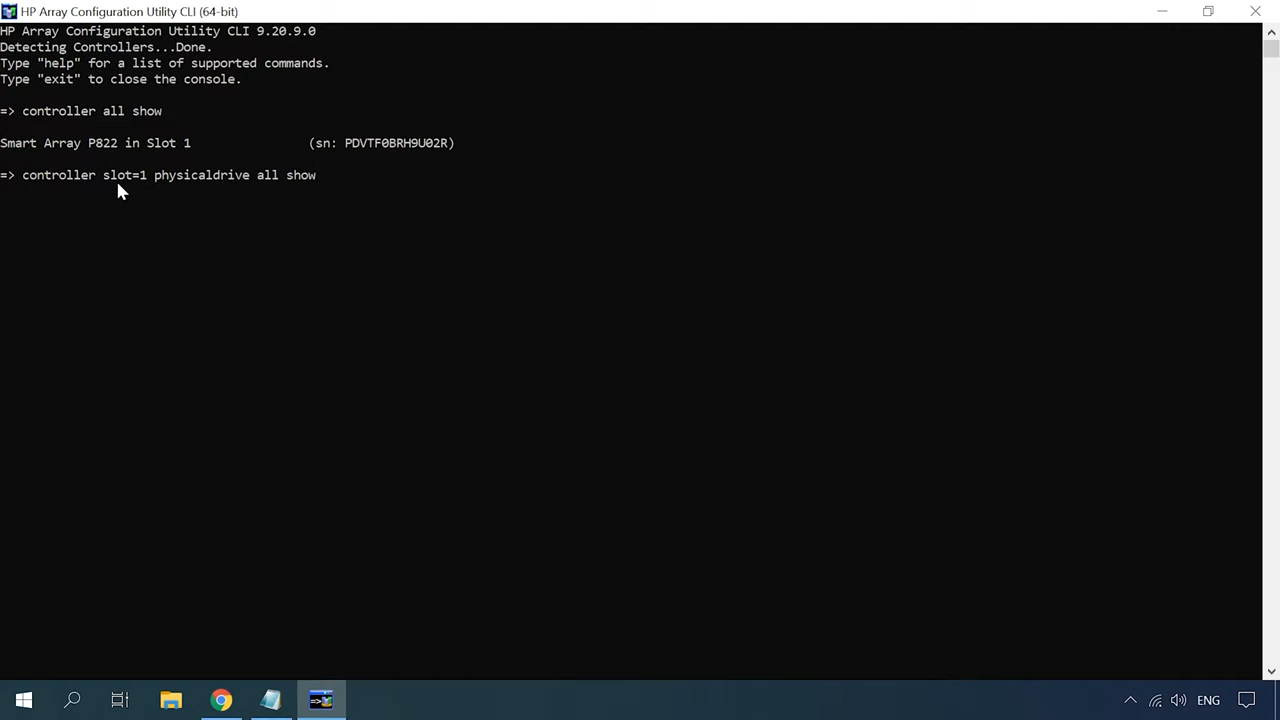 HP Array Configuration Utility CLI (64-bit)
HP Array Configuration Utility CLI 9.20.9.0
Detecting Controllers...Done.
Type "help" for a list of supported commands.
Type "exit" to close the console.
=> controller all show
Smart Array P822 in Slot 1 (sn: PDVTF0BRH9U02R)
=> controller slot=1 physicaldrive all show
ENG